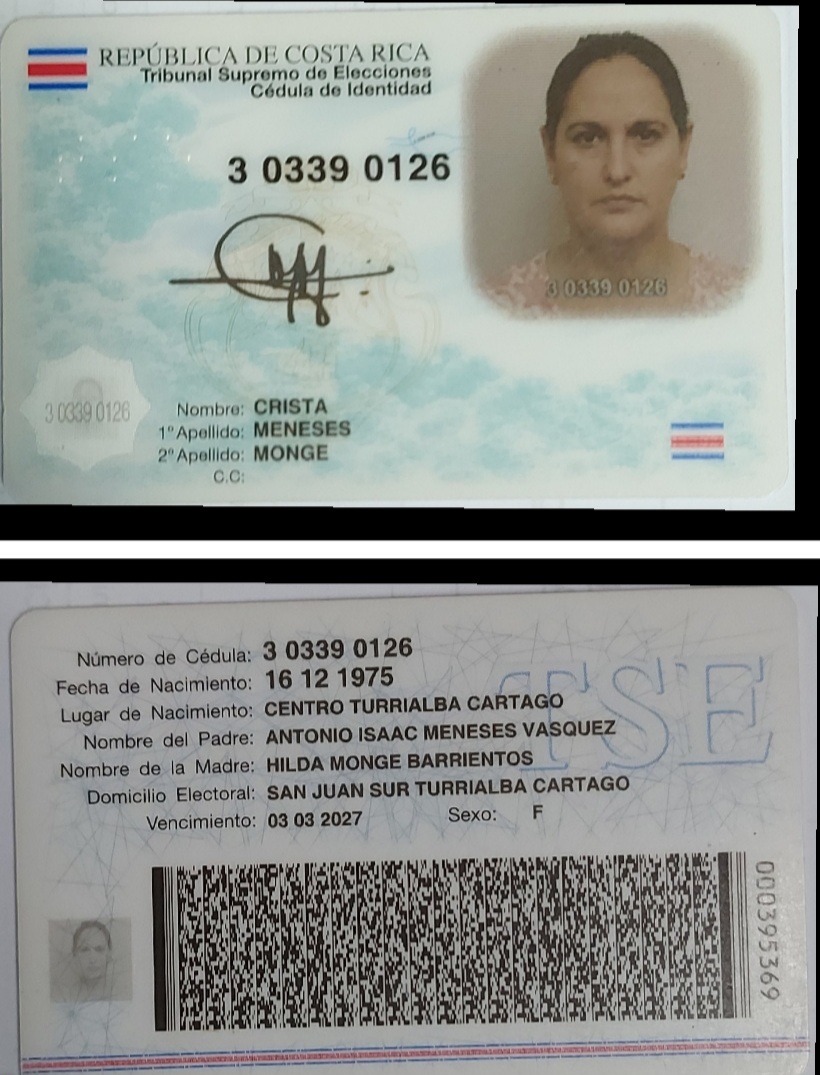 REPÚBLICA DE COSTA RICA
Tribunal Supremo de Elecciones
Cédula de Identidad
3 0339 0126
3 0339 0126
3 0339 0126
Nombre: CRISTA
1º Apellido: MENESES
2º Apellido: MONGE
C.C:
TSE
Número de Cédula: 3 0339 0126
Fecha de Nacimiento: 16 12 1975
Lugar de Nacimiento: CENTRO TURRIALBA CARTAGO
Nombre del Padre: ANTONIO ISAAC MENESES VASQUEZ
Nombre de la Madre: HILDA MONGE BARRIENTOS
Domicilio Electoral: SAN JUAN SUR TURRIALBA CARTAGO
Vencimiento: 03 03 2027 Sexo: F
000395369